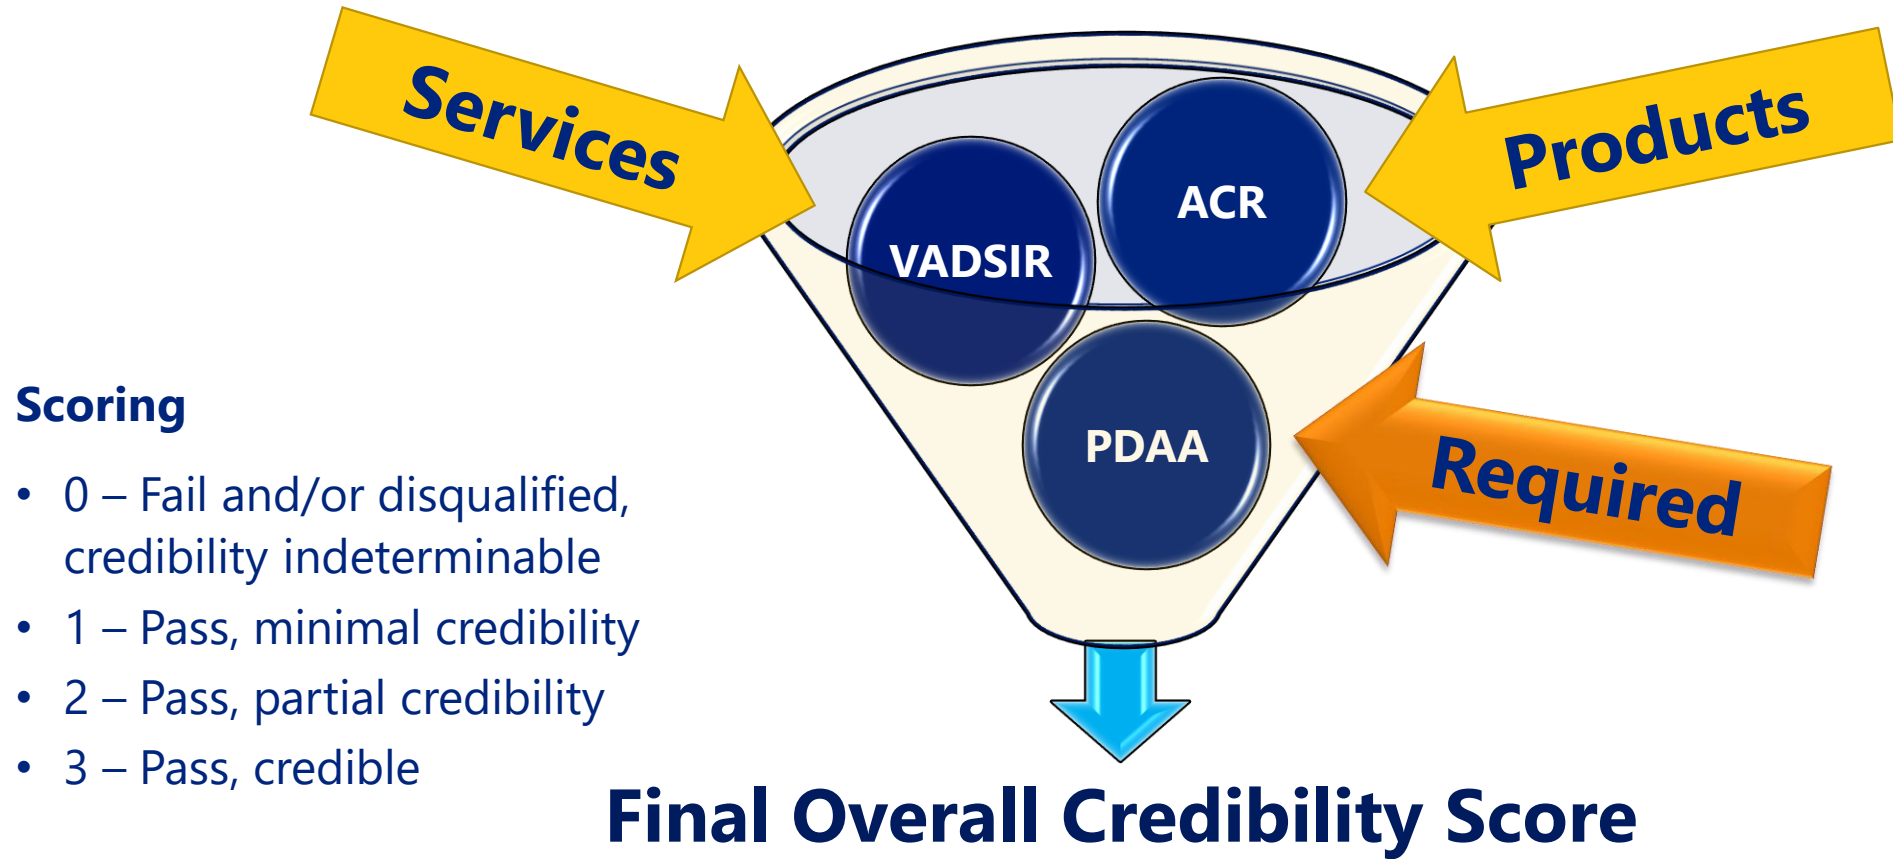 Services
Products
ACR
VADSIR
PDAA
Required
Scoring
• 0 – Fail and/or disqualified,
credibility indeterminable
• 1 – Pass, minimal credibility
• 2 – Pass, partial credibility
• 3 – Pass, credible
Final Overall Credibility Score